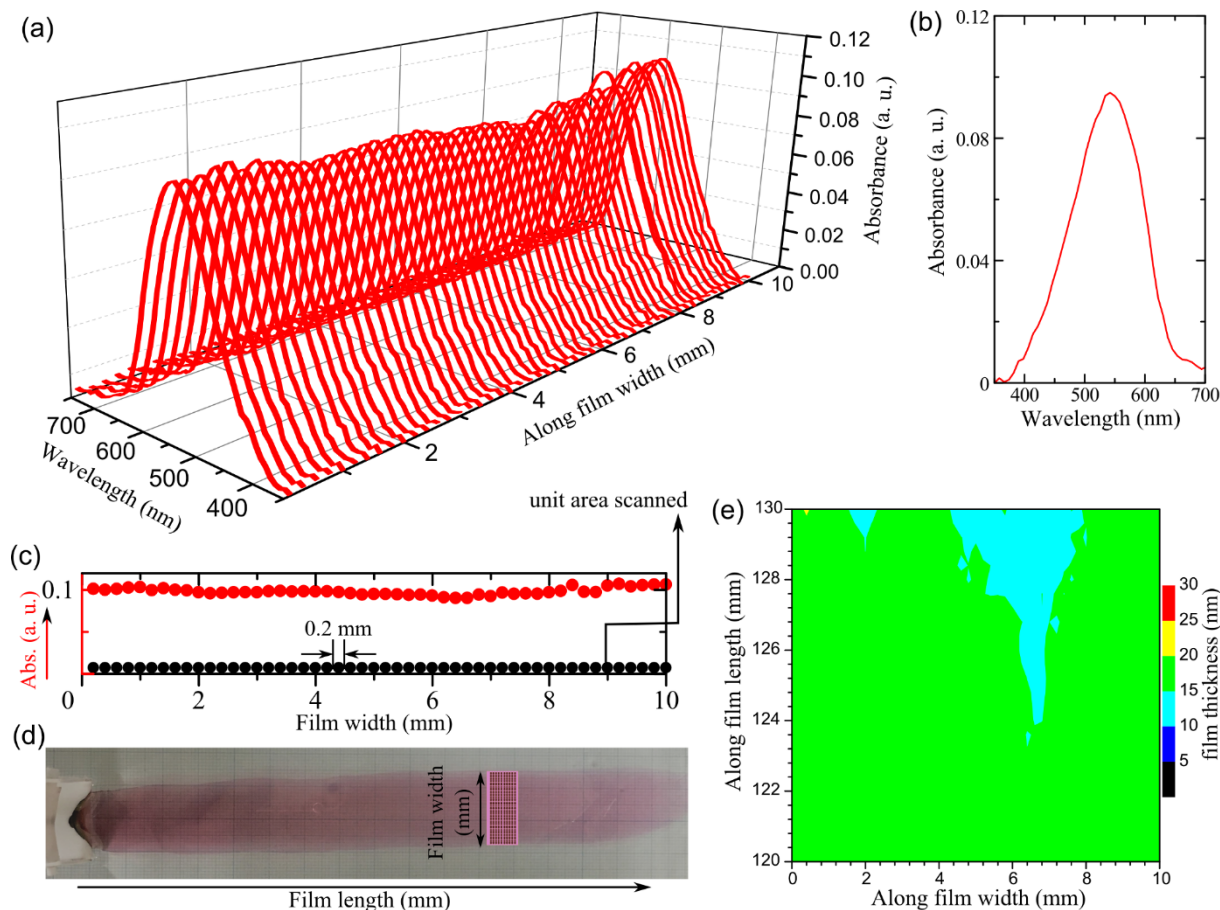 (a)
0.12
0.10
0.08
0.06
0.04
0.02
0.00
Absorbance (a. u.)
10
8
6
4
2
Along film width (mm)
700
600
500
400
Wavelength (nm)
(b)
0.12
0.08
0.04
0
Absorbance (a. u.)
400
500
600
700
Wavelength (nm)
unit area scanned
(c)
0.1
Abs. (a. u.)
0.2 mm
0
2
4
6
8
10
Film width (mm)
(d)
Film width
(mm)
Film length (mm)
(e)
130
128
126
124
122
120
Along film length (mm)
0
2
4
6
8
10
Along film width (mm)
30
25
20
15
10
5
film thickness (nm)